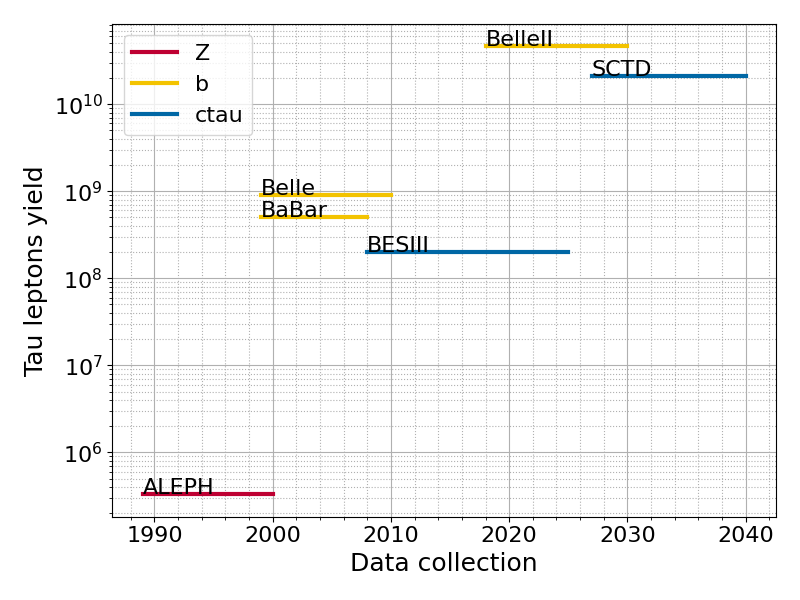 BelleII
Z
SCTD
b
ctau
10^10
Belle
10^9
BaBar
BESIII
10^8
Tau leptons yield
10^7
10^6
ALEPH
1990 2000 2010 2020 2030 2040
Data collection